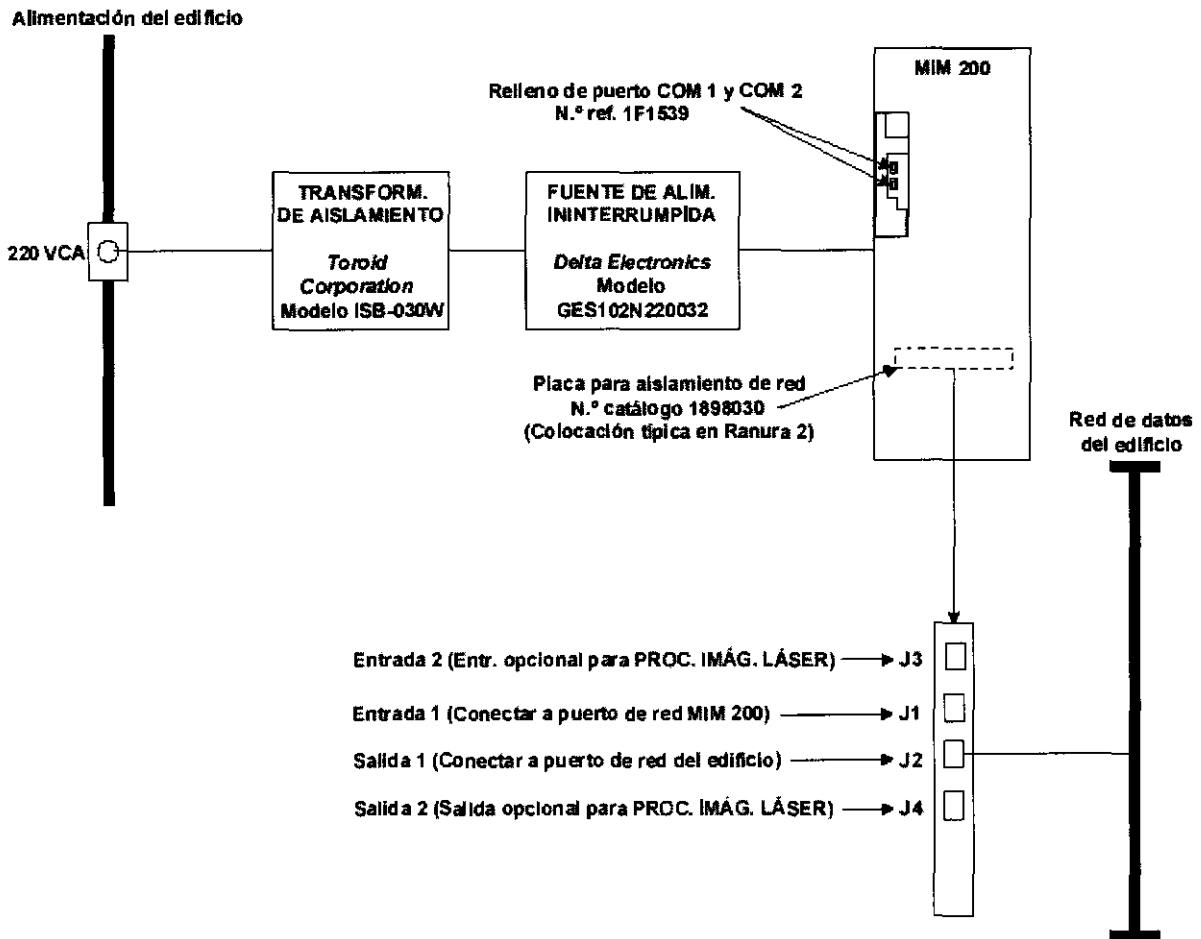 Alimentación del edificio
MIM 200
Relleno de puerto COM 1 y COM 2
N.º ref. 1F1539
TRANSFORM.
DE AISLAMIENTO
Toroid
Corporation
Modelo ISB-030W
FUENTE DE ALIM.
ININTERRUMPÍDA
Delta Electronics
Modelo
GES102N220032
220 VCA
Placa para aislamiento de red
N.º catálogo 1898030
(Colocación típica en Ranura 2)
Red de datos
del edificio
Entrada 2 (Entr. opcional para PROC. IMÁG. LÁSER) J3
Entrada 1 (Conectar a puerto de red MIM 200) J1
Salida 1 (Conectar a puerto de red del edificio) J2
Salida 2 (Salida opcional para PROC. IMÁG. LÁSER) J4